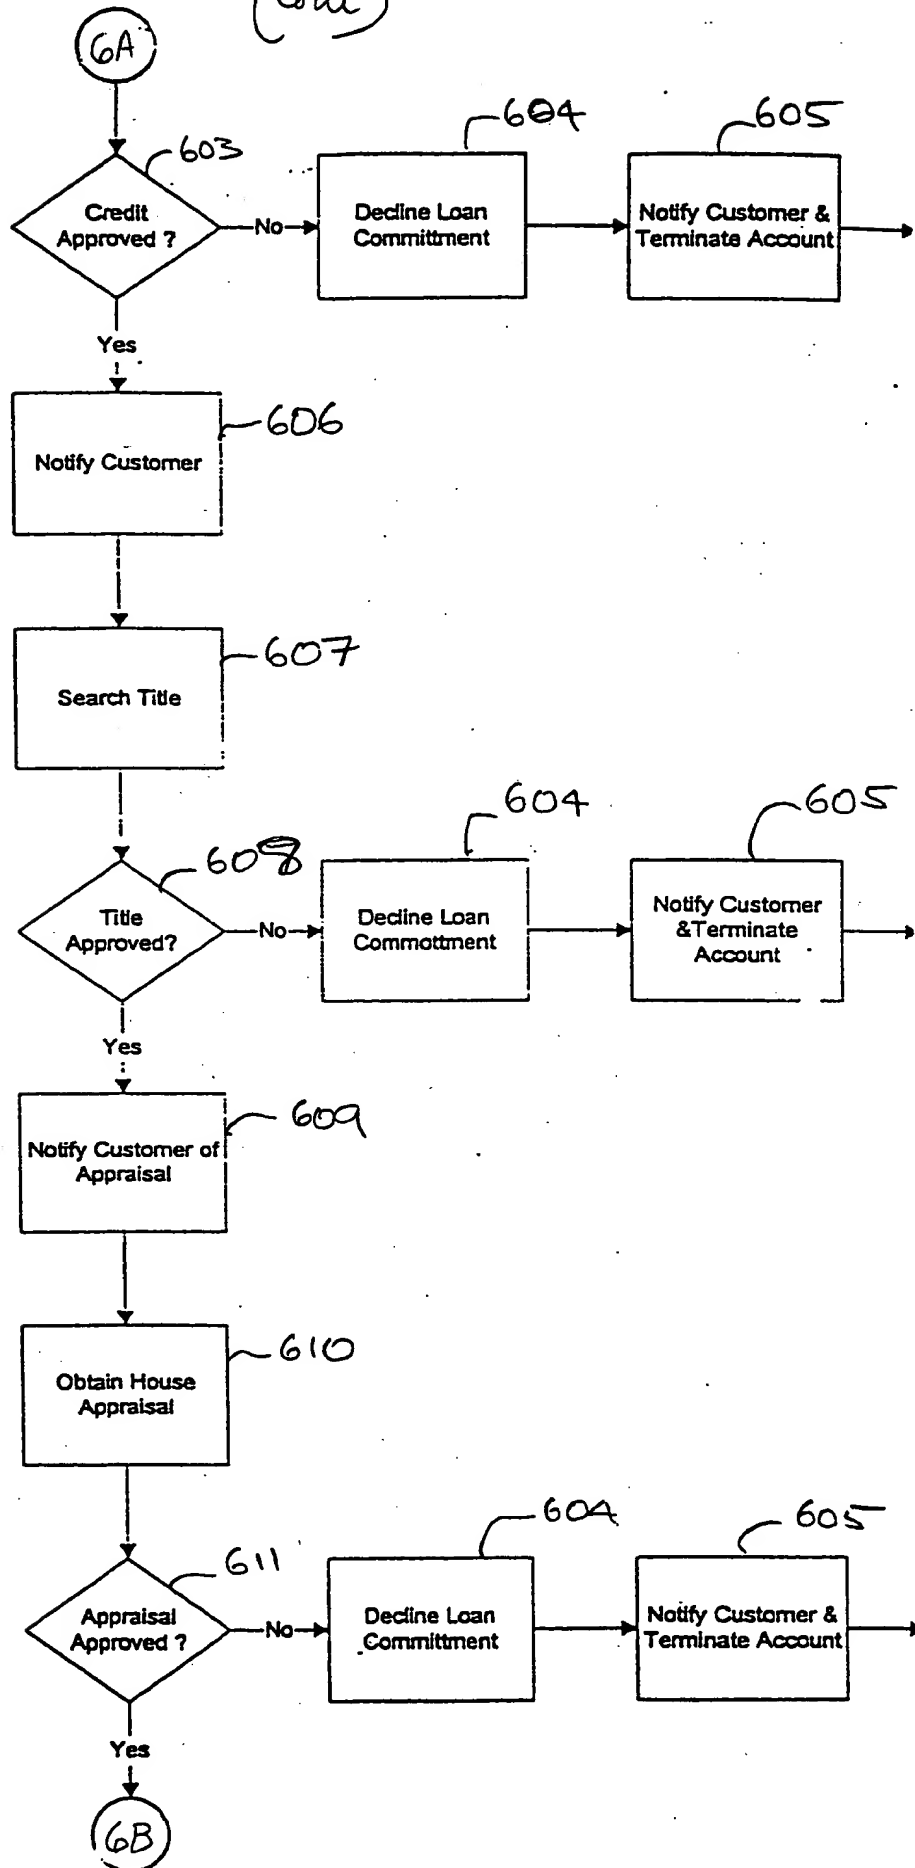 (cont)
6A
603
604
605
Credit
Approved ?
No
Decline Loan
Committment
Notify Customer &
Terminate Account
Yes
606
Notify Customer
607
Search Title
604
605
608
Title
Approved?
No
Decline Loan
Commottment
Notify Customer
&Terminate
Account
Yes
609
Notify Customer of
Appraisal
610
Obtain House
Appraisal
604
605
611
Appraisal
Approved ?
No
Decline Loan
Committment
Notify Customer &
Terminate Account
Yes
6B